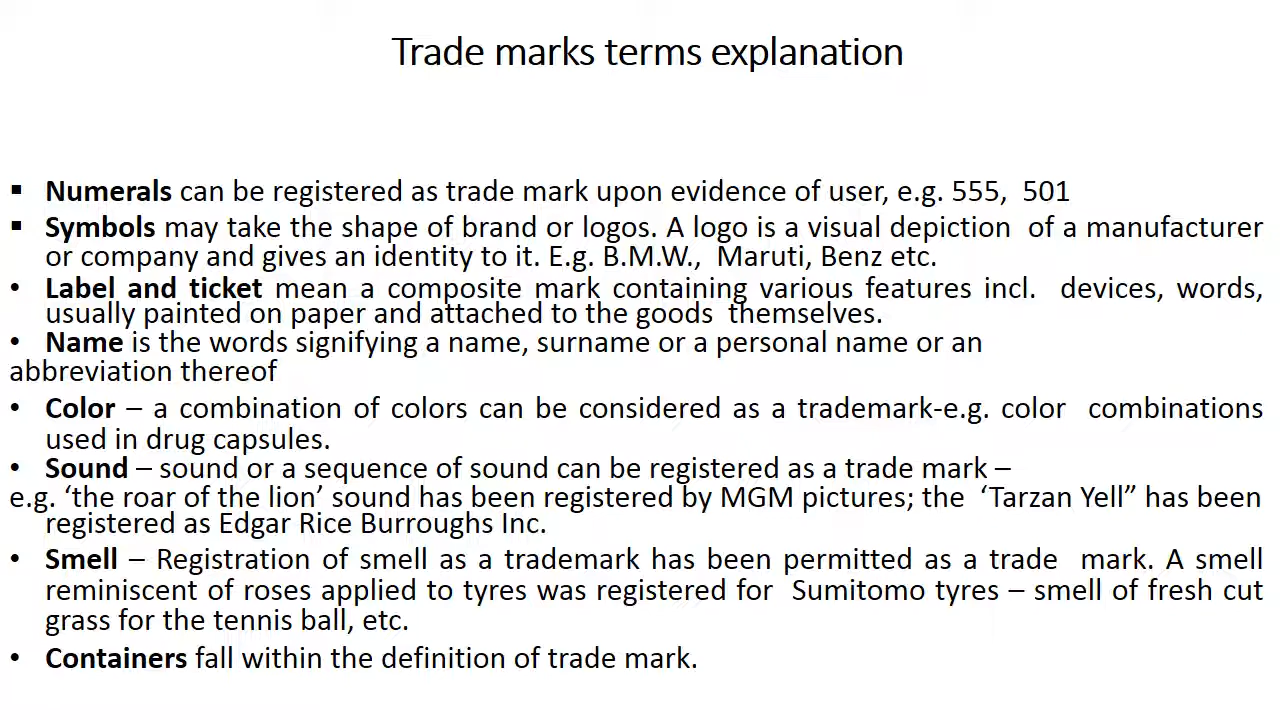 Trade marks terms explanation
▪ Numerals can be registered as trade mark upon evidence of user, e.g. 555, 501
▪ Symbols may take the shape of brand or logos. A logo is a visual depiction of a manufacturer
or company and gives an identity to it. E.g. B.M.W., Maruti, Benz etc.
• Label and ticket mean a composite mark containing various features incl. devices, words,
usually painted on paper and attached to the goods themselves.
• Name is the words signifying a name, surname or a personal name or an
abbreviation thereof
• Color – a combination of colors can be considered as a trademark-e.g. color combinations
used in drug capsules.
• Sound – sound or a sequence of sound can be registered as a trade mark –
e.g. ‘the roar of the lion’ sound has been registered by MGM pictures; the ‘Tarzan Yell” has been
registered as Edgar Rice Burroughs Inc.
• Smell – Registration of smell as a trademark has been permitted as a trade mark. A smell
reminiscent of roses applied to tyres was registered for Sumitomo tyres – smell of fresh cut
grass for the tennis ball, etc.
• Containers fall within the definition of trade mark.